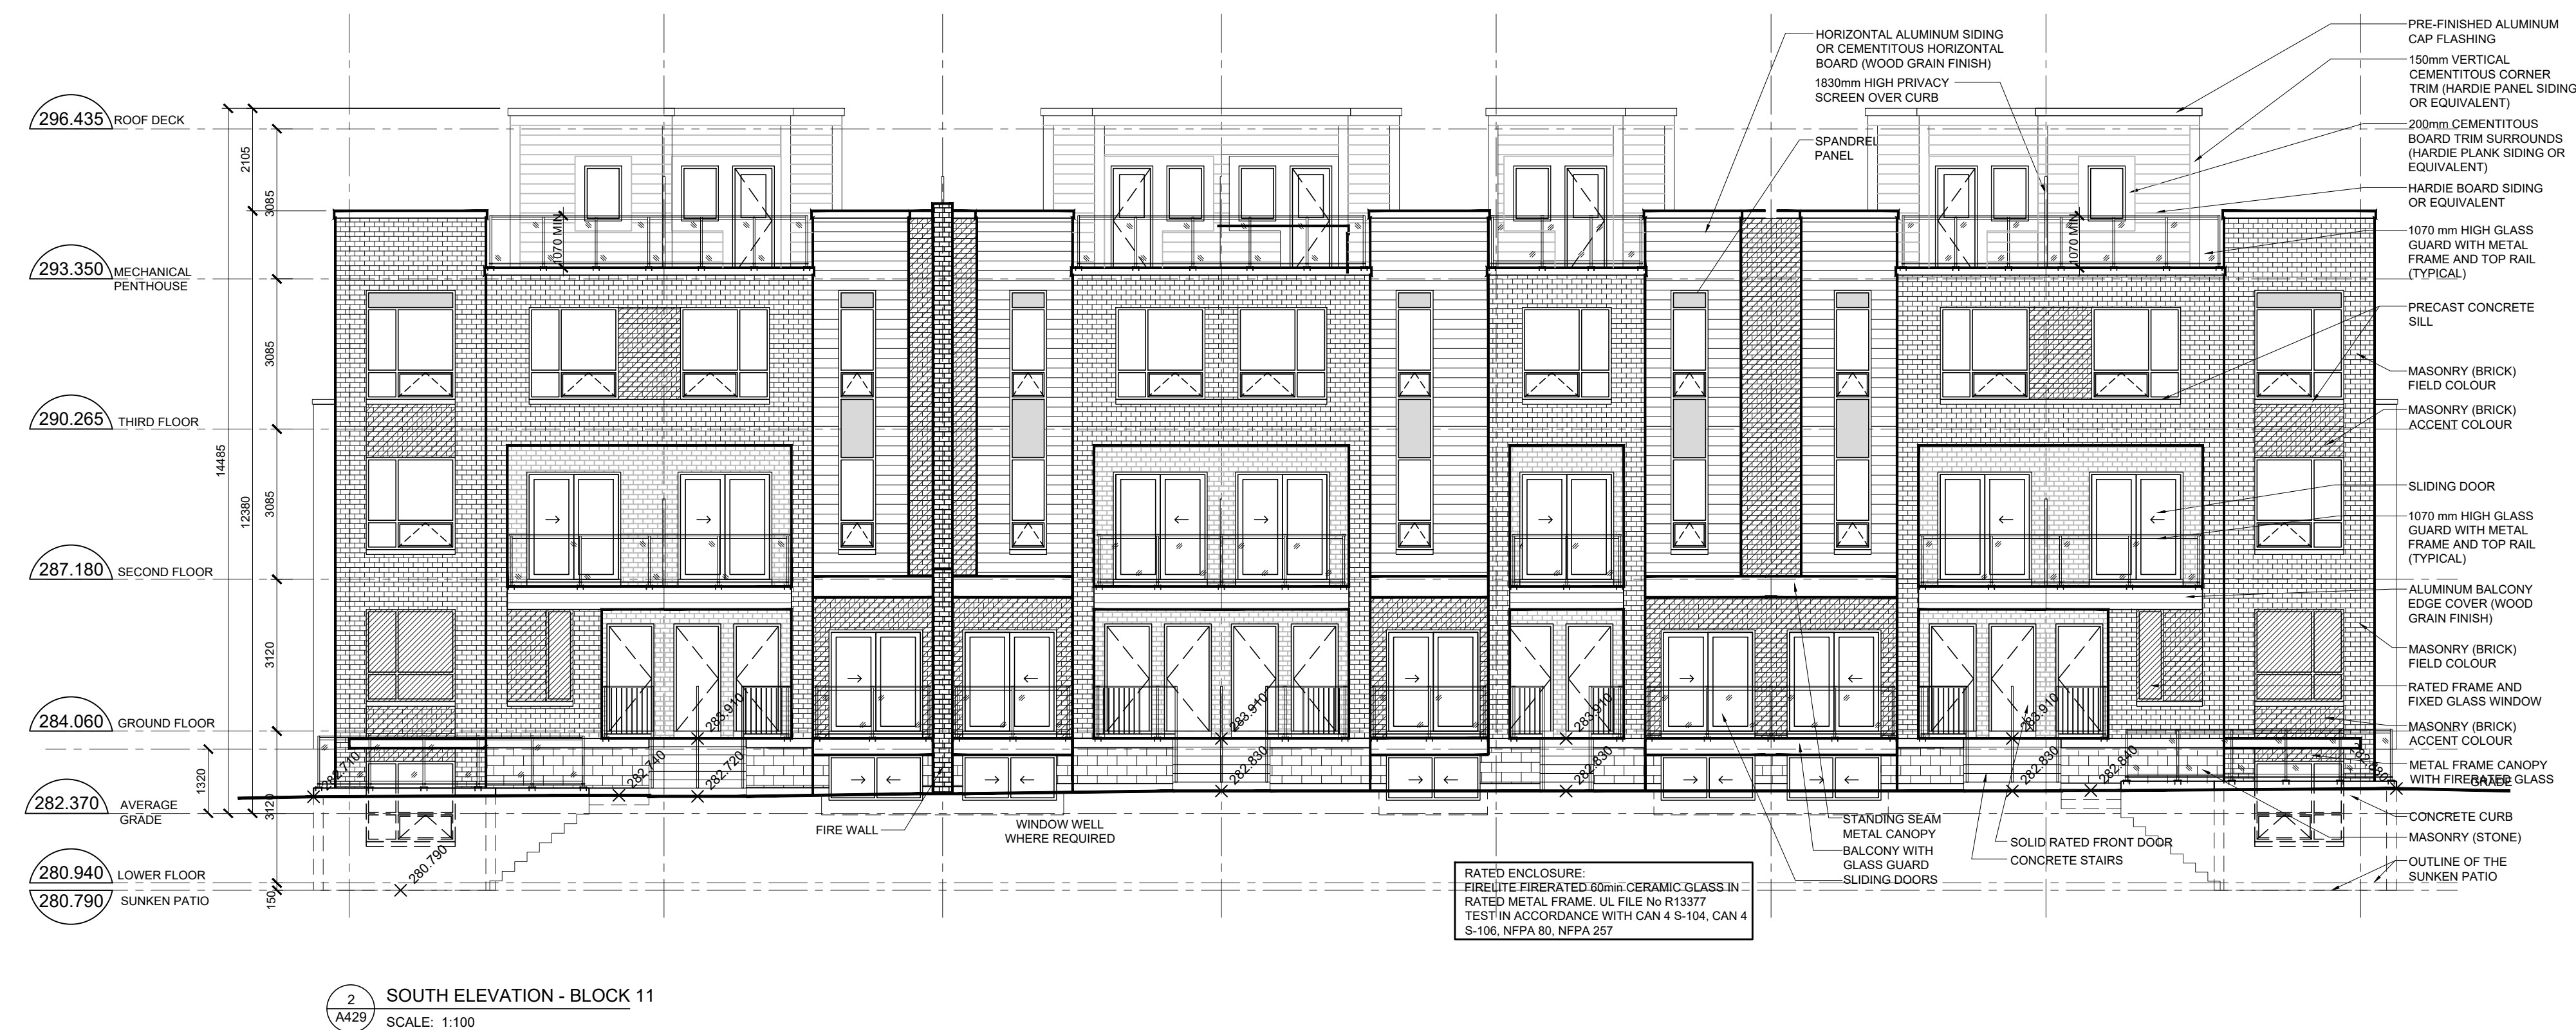 HORIZONTAL ALUMINUM SIDING
OR CEMENTITOUS HORIZONTAL
BOARD (WOOD GRAIN FINISH)
1830mm HIGH PRIVACY
SCREEN OVER CURB
SPANDREL
PANEL
PRE-FINISHED ALUMINUM
CAP FLASHING
150mm VERTICAL
CEMENTITOUS CORNER
TRIM (HARDIE PANEL SIDING
OR EQUIVALENT)
200mm CEMENTITOUS
BOARD TRIM SURROUNDS
(HARDIE PLANK SIDING OR
EQUIVALENT)
HARDIE BOARD SIDING
OR EQUIVALENT
1070 mm HIGH GLASS
GUARD WITH METAL
FRAME AND TOP RAIL
(TYPICAL)
PRECAST CONCRETE
SILL
MASONRY (BRICK)
FIELD COLOUR
MASONRY (BRICK)
ACCENT COLOUR
SLIDING DOOR
1070 mm HIGH GLASS
GUARD WITH METAL
FRAME AND TOP RAIL
(TYPICAL)
ALUMINUM BALCONY
EDGE COVER (WOOD
GRAIN FINISH)
MASONRY (BRICK)
FIELD COLOUR
RATED FRAME AND
FIXED GLASS WINDOW
MASONRY (BRICK)
ACCENT COLOUR
METAL FRAME CANOPY
WITH FIRERATED GLASS
GRADE
CONCRETE CURB
MASONRY (STONE)
OUTLINE OF THE
SUNKEN PATIO
296.435 ROOF DECK
293.350 MECHANICAL
PENTHOUSE
290.265 THIRD FLOOR
287.180 SECOND FLOOR
284.060 GROUND FLOOR
282.370 AVERAGE
GRADE
280.940 LOWER FLOOR
280.790 SUNKEN PATIO
2105
3085
3085
14485
12380
3085
3120
1320
3120
150
1070 MIN.
1070 MIN.
282.710
282.740
283.910
282.720
283.910
282.830
283.910
282.830
283.910
282.830
282.840
282.880
280.790
FIRE WALL
WINDOW WELL
WHERE REQUIRED
STANDING SEAM
METAL CANOPY
BALCONY WITH
GLASS GUARD
SLIDING DOORS
SOLID RATED FRONT DOOR
CONCRETE STAIRS
RATED ENCLOSURE:
FIRELITE FIRERATED 60min CERAMIC GLASS IN
RATED METAL FRAME. UL FILE No R13377
TEST IN ACCORDANCE WITH CAN 4 S-104, CAN 4
S-106, NFPA 80, NFPA 257
2
A429
SOUTH ELEVATION - BLOCK 11
SCALE: 1:100